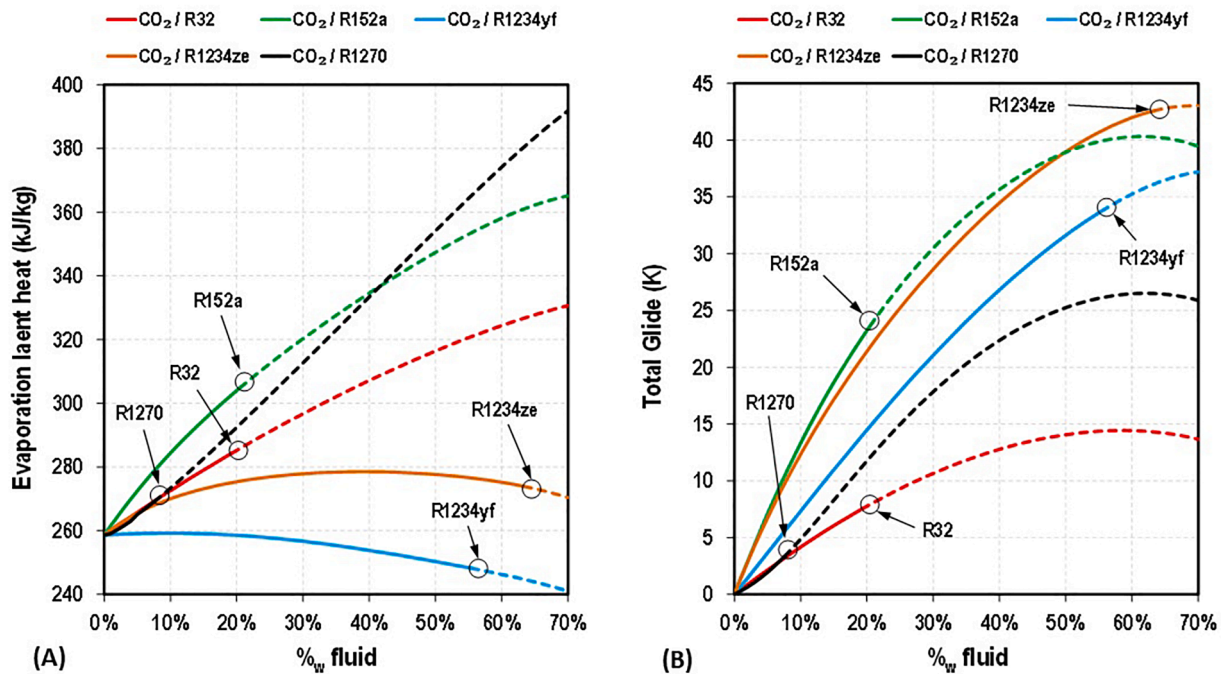 CO₂ / R32 CO₂ / R152a CO₂ / R1234yf
CO₂ / R1234ze CO₂ / R1270
400
380
360
340
320
300
280
260
240
Evaporation laent heat (kJ/kg)
R152a
R32
R1270
R1234ze
R1234yf
0% 10% 20% 30% 40% 50% 60% 70%
(A)
%w fluid
CO₂ / R32 CO₂ / R152a CO₂ / R1234yf
CO₂ / R1234ze CO₂ / R1270
45
40
35
30
25
20
15
10
5
0
Total Glide (K)
R1234ze
R152a
R1234yf
R1270
R32
0% 10% 20% 30% 40% 50% 60% 70%
(B)
%w fluid